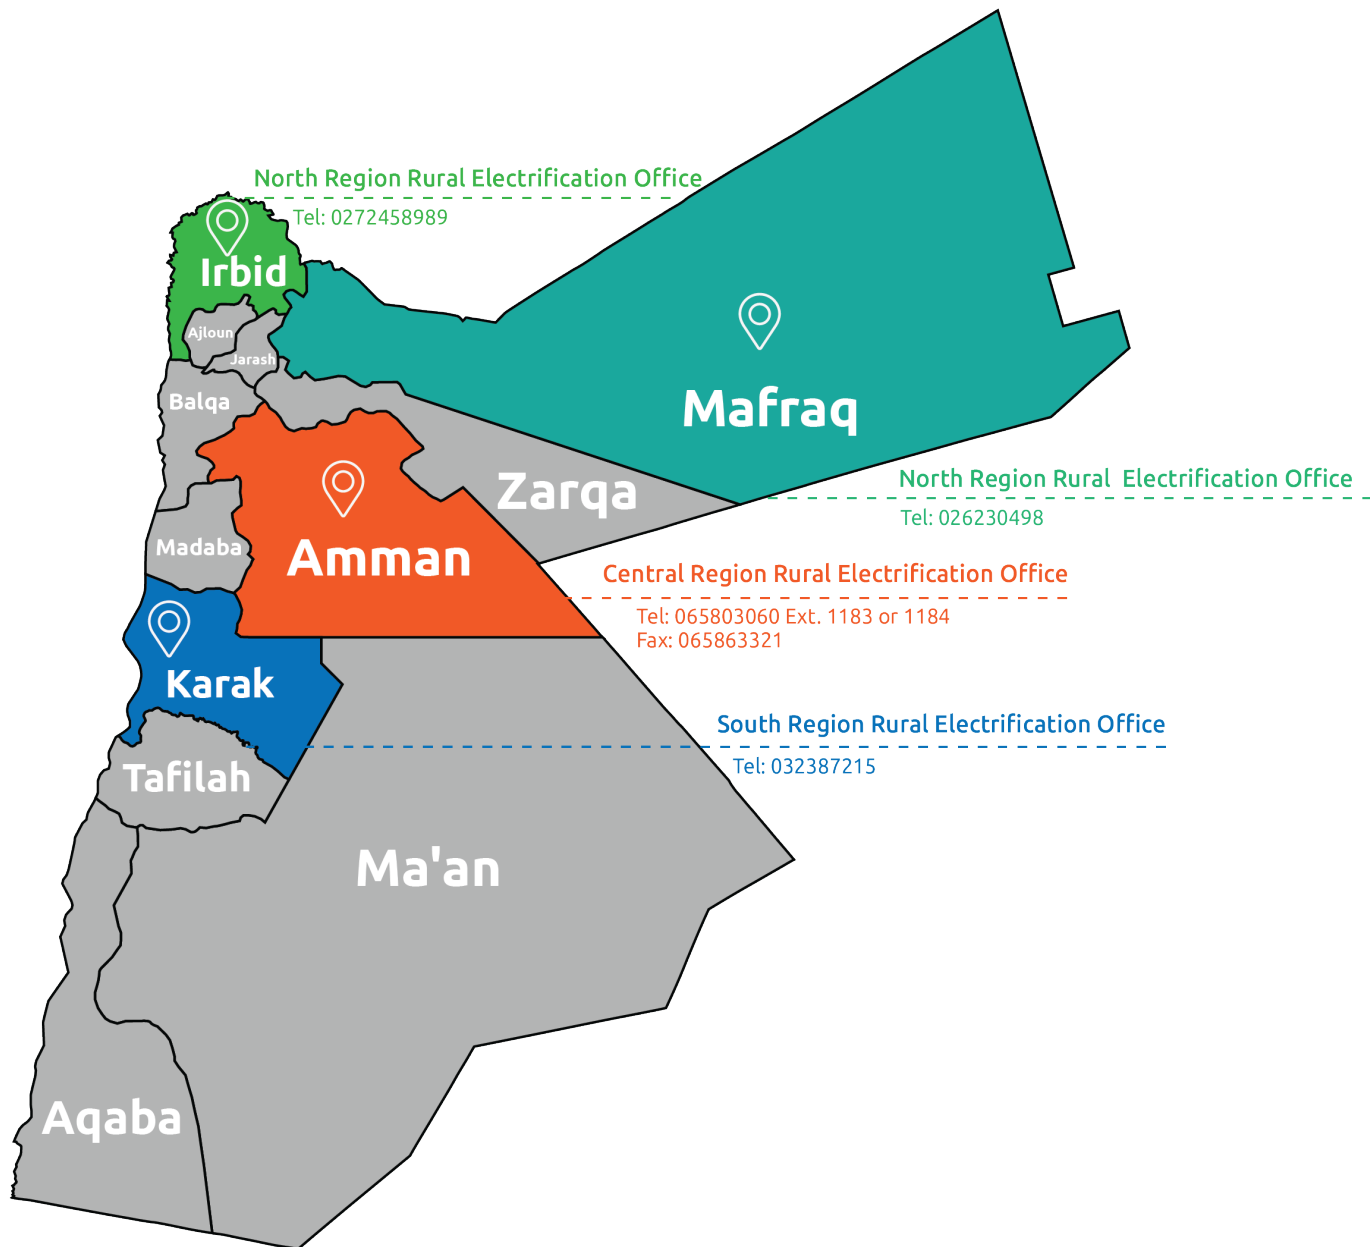 North Region Rural Electrification Office
Tel: 0272458989
Irbid
Ajloun
Jarash
Balqa
Mafraq
Zarqa
North Region Rural Electrification Office
Tel: 026230498
Madaba
Amman
Central Region Rural Electrification Office
Tel: 065803060 Ext. 1183 or 1184
Fax: 065863321
Karak
South Region Rural Electrification Office
Tel: 032387215
Tafilah
Ma'an
Aqaba